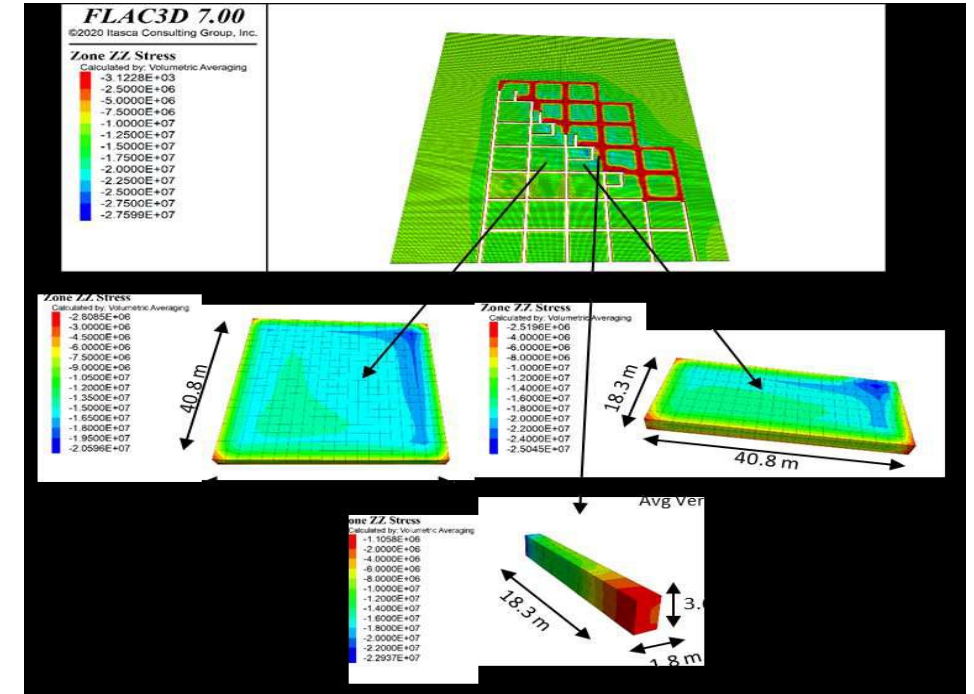 FLAC3D 7.00
©2020 Itasca Consulting Group, Inc.
Zone ZZ Stress
Calculated by: Volumetric Averaging
-3.1228E+03
-2.5000E+06
-5.0000E+06
-7.5000E+06
-1.0000E+07
-1.2500E+07
-1.5000E+07
-1.7500E+07
-2.0000E+07
-2.2500E+07
-2.5000E+07
-2.7500E+07
-2.7599E+07
Zone ZZ Stress
Calculated by: Volumetric Averaging
-2.8085E+06
-3.0000E+06
-4.5000E+06
-6.0000E+06
-7.5000E+06
-9.0000E+06
-1.0500E+07
-1.2000E+07
-1.3500E+07
-1.5000E+07
-1.6500E+07
-1.8000E+07
-1.9500E+07
-2.0596E+07
40.8 m
Zone ZZ Stress
Calculated by: Volumetric Averaging
-2.5196E+06
-4.0000E+06
-6.0000E+06
-8.0000E+06
-1.0000E+07
-1.2000E+07
-1.4000E+07
-1.6000E+07
-1.8000E+07
-2.0000E+07
-2.2000E+07
-2.4000E+07
-2.5045E+07
18.3 m
40.8 m
Avg Ver
one ZZ Stress
Calculated by: Volumetric Averaging
-1.1058E+06
-2.0000E+06
-4.0000E+06
-6.0000E+06
-8.0000E+06
-1.0000E+07
-1.2000E+07
-1.4000E+07
-1.6000E+07
-1.8000E+07
-2.0000E+07
-2.2000E+07
-2.2937E+07
18.3 m
3.
1.8 m